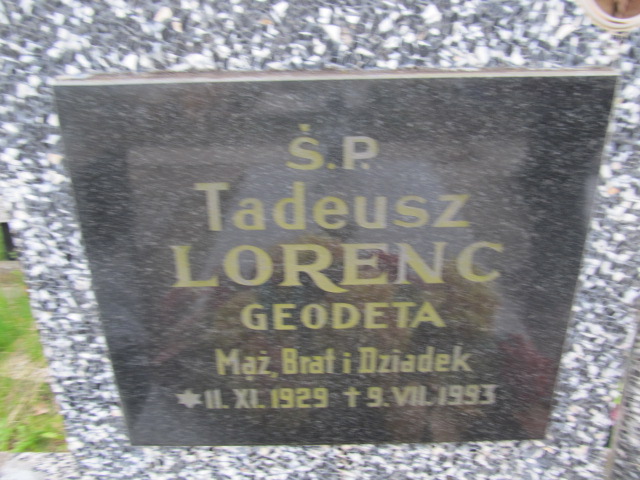 Ś.P.
Tadeusz
LORENC
GEODETA
Mąż, Brat i Dziadek
* 11. XI. 1929 † 9. VII. 1993